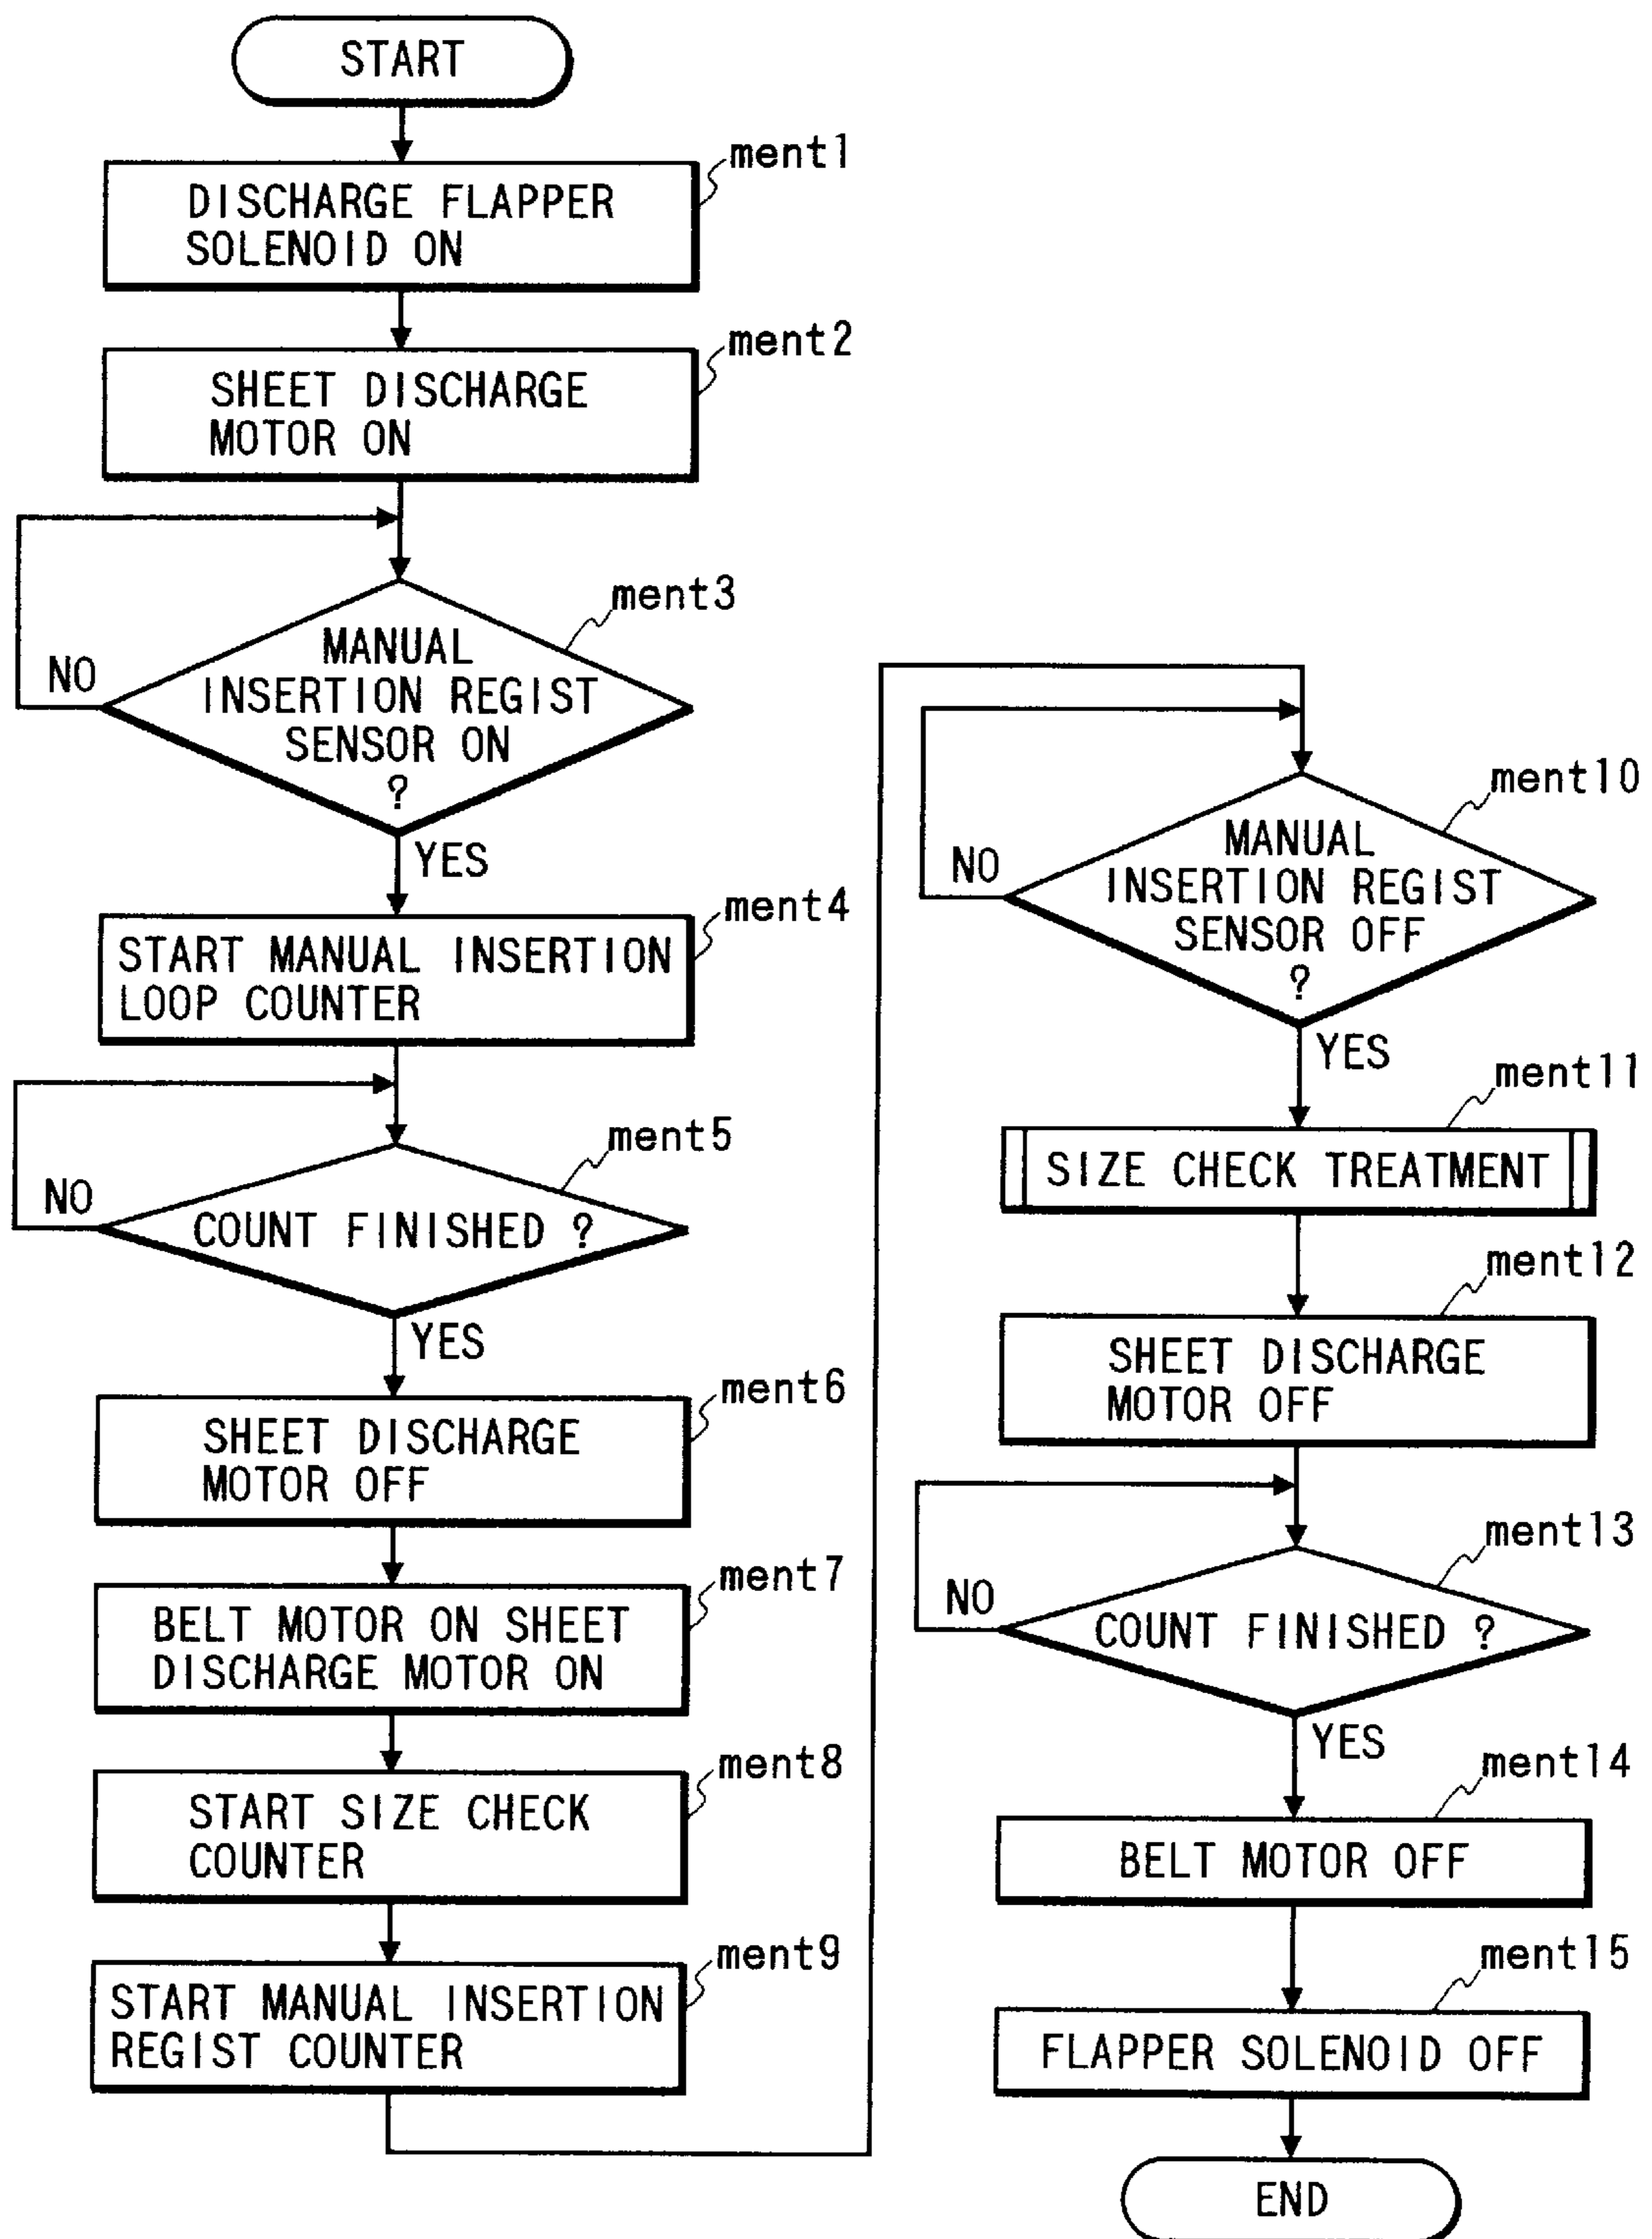 START
ment1
DISCHARGE FLAPPER
SOLENOID ON
ment2
SHEET DISCHARGE
MOTOR ON
ment3
MANUAL
INSERTION REGIST
SENSOR ON
?
NO
YES
ment4
START MANUAL INSERTION
LOOP COUNTER
ment5
COUNT FINISHED ?
NO
YES
ment6
SHEET DISCHARGE
MOTOR OFF
ment7
BELT MOTOR ON SHEET
DISCHARGE MOTOR ON
ment8
START SIZE CHECK
COUNTER
ment9
START MANUAL INSERTION
REGIST COUNTER
ment10
MANUAL
INSERTION REGIST
SENSOR OFF
?
NO
YES
ment11
SIZE CHECK TREATMENT
ment12
SHEET DISCHARGE
MOTOR OFF
ment13
COUNT FINISHED ?
NO
YES
ment14
BELT MOTOR OFF
ment15
FLAPPER SOLENOID OFF
END